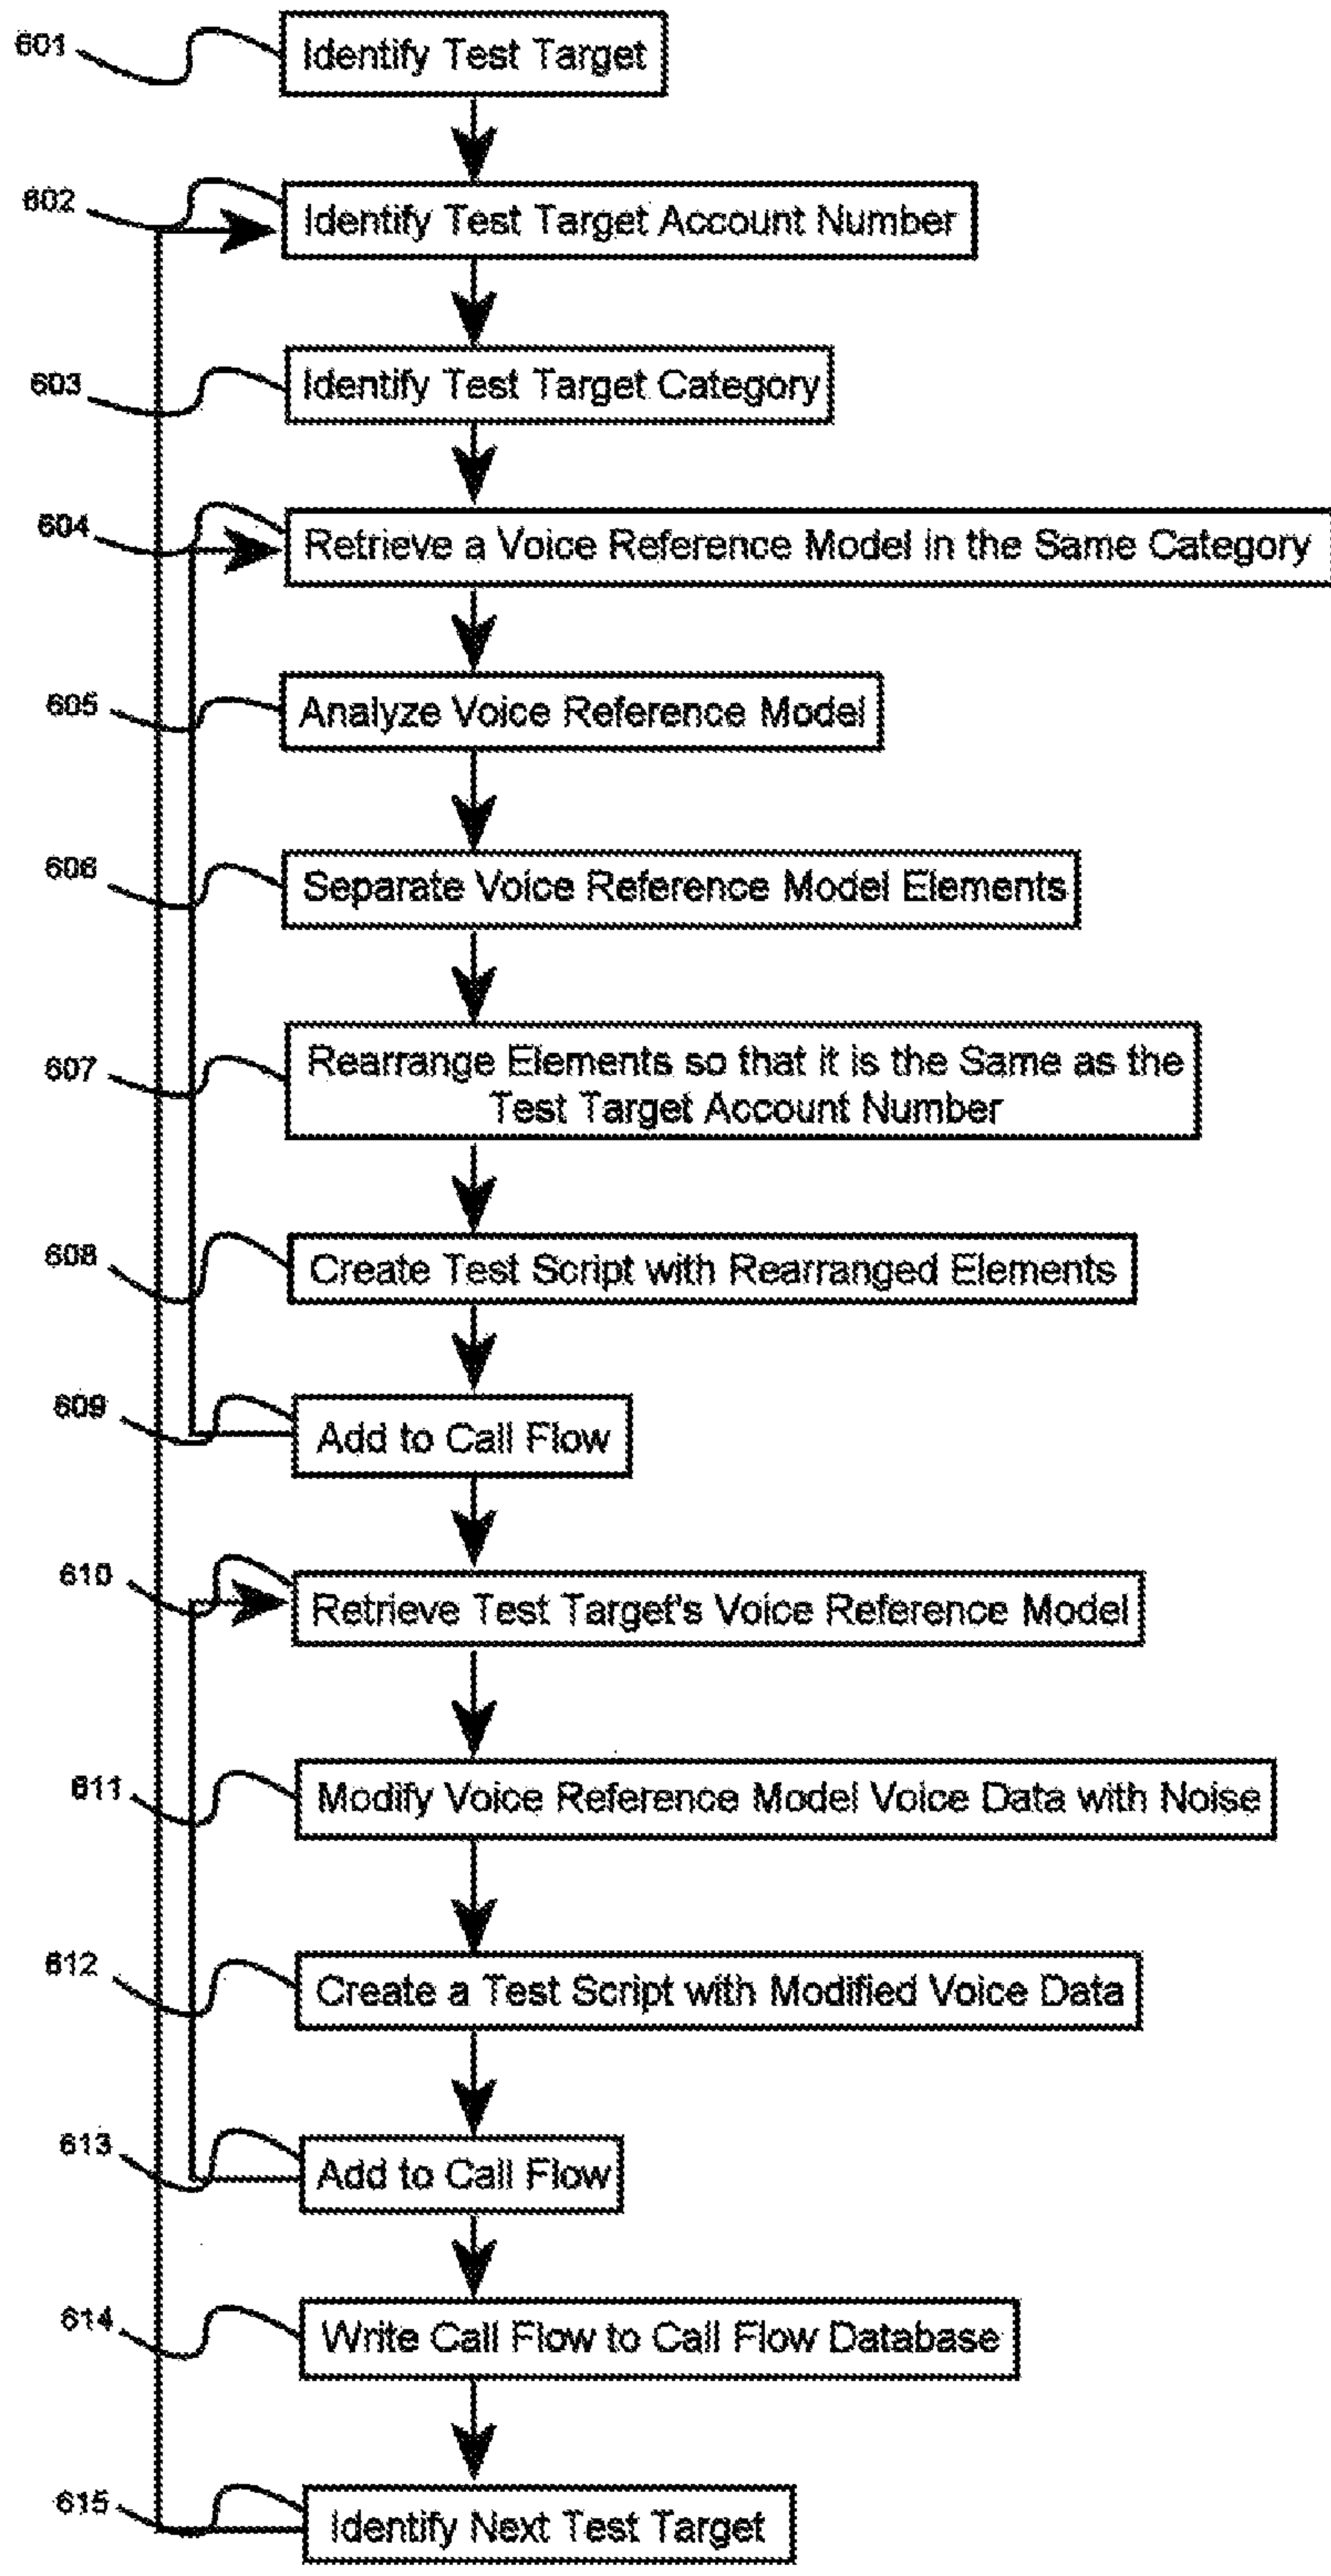 601
Identify Test Target
602
Identify Test Target Account Number
603
Identify Test Target Category
604
Retrieve a Voice Reference Model in the Same Category
605
Analyze Voice Reference Model
606
Separate Voice Reference Model Elements
607
Rearrange Elements so that it is the Same as the
Test Target Account Number
608
Create Test Script with Rearranged Elements
609
Add to Call Flow
610
Retrieve Test Target's Voice Reference Model
611
Modify Voice Reference Model Voice Data with Noise
612
Create a Test Script with Modified Voice Data
613
Add to Call Flow
614
Write Call Flow to Call Flow Database
615
Identify Next Test Target